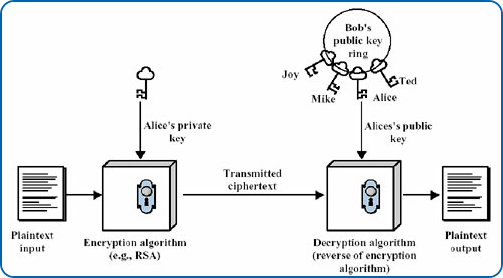 Bob's
public key
ring
Joy
Ted
Mike
Alice
Alice's private
key
Alices's public
key
Transmitted
ciphertext
Plaintext
input
Encryption algorithm
(e.g., RSA)
Decryption algorithm
(reverse of encryption
algorithm)
Plaintext
output